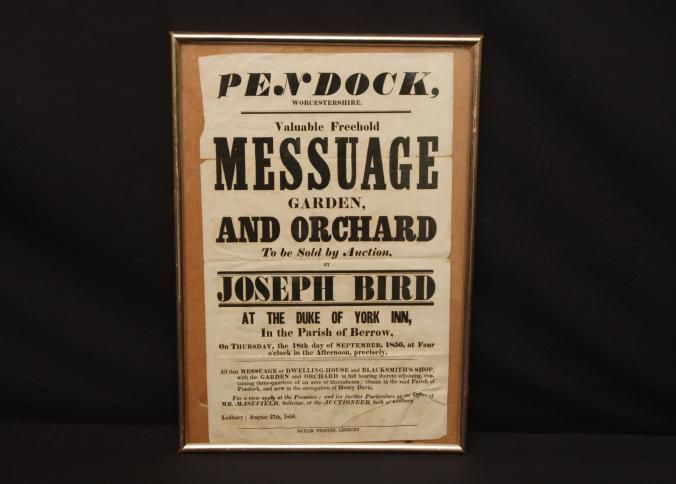 PENDOCK,
WORCESTERSHIRE.
Valuable Freehold
MESSUAGE
GARDEN,
AND ORCHARD
To be Sold by Auction,
BY
JOSEPH BIRD
AT THE DUKE OF YORK INN,
In the Parish of Berrow,
On THURSDAY, the 18th day of SEPTEMBER, 1856, at Four
o'clock in the Afternoon, precisely.
All that MESSUAGE or DWELLING-HOUSE and BLACKSMITH'S SHOP,
with the GARDEN and ORCHARD in full bearing thereto adjoining, con-
taining three-quarters of an acre or thereabouts; situate in the said Parish of
Pendock, and now in the occupation of Henry Davis.
For a view apply at the Premises; and for further Particulars at the Office of
MR. MASEFIELD, Solicitor, or the AUCTIONEER, both of Ledbury.
Ledbury; August 27th, 1856.
PRINTER, LEDBURY.